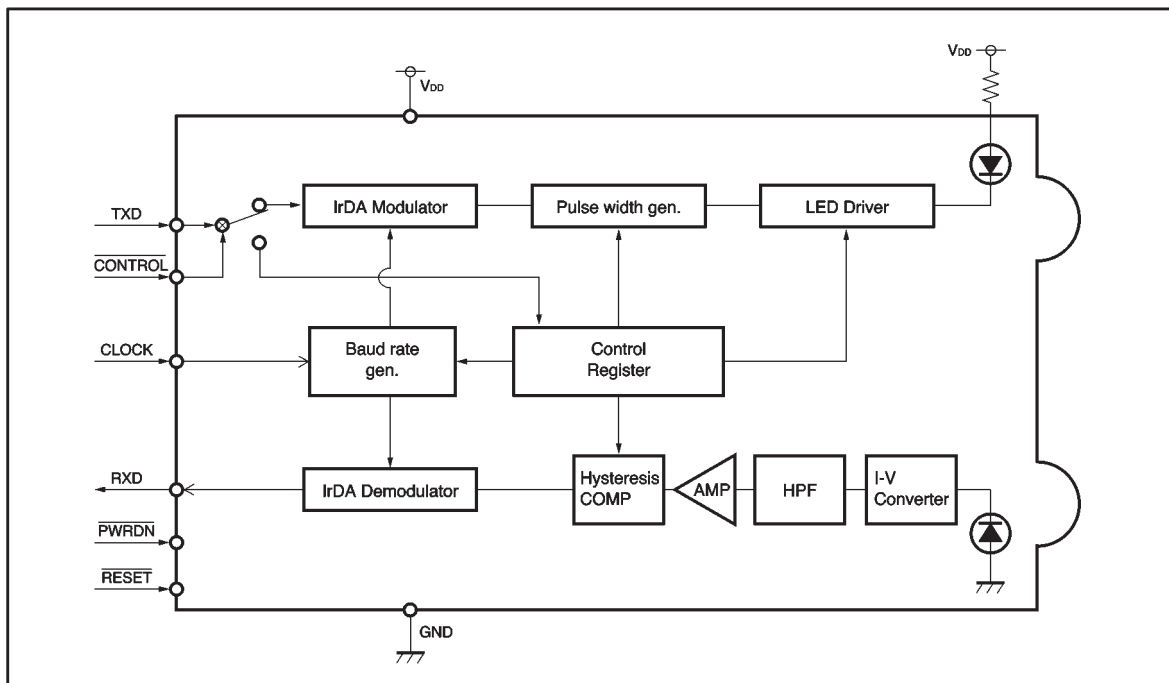 VDD
VDD
TXD
IrDA Modulator
Pulse width gen.
LED Driver
CONTROL
CLOCK
Baud rate
gen.
Control
Register
RXD
IrDA Demodulator
Hysteresis
COMP
AMP
HPF
I-V
Converter
PWRDN
RESET
GND